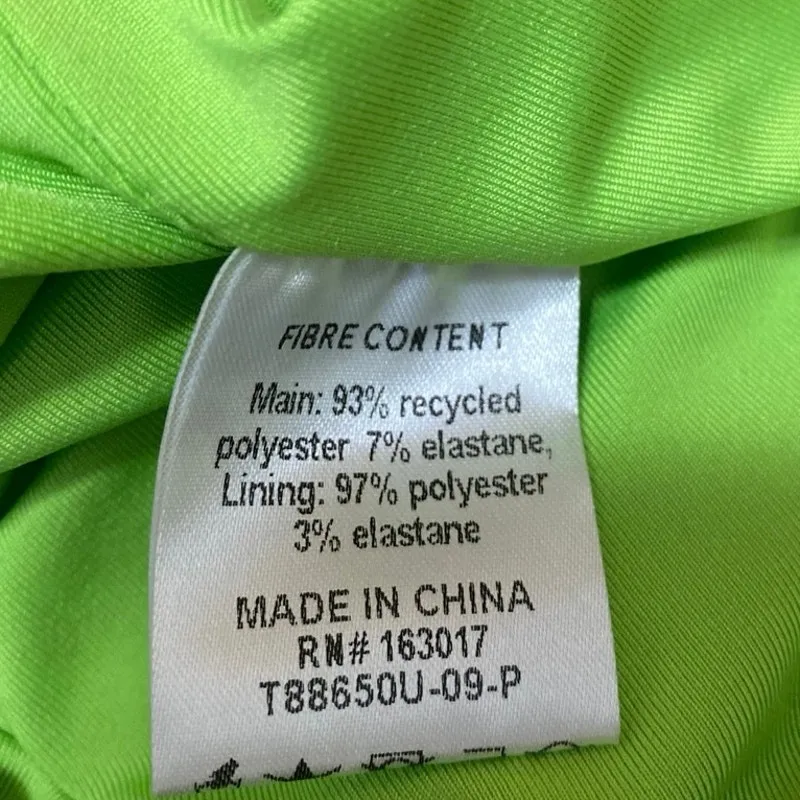 FIBRE CONTENT
Main: 93% recycled
polyester 7% elastane,
Lining: 97% polyester
3% elastane
MADE IN CHINA
RN# 163017
T88650U-09-P